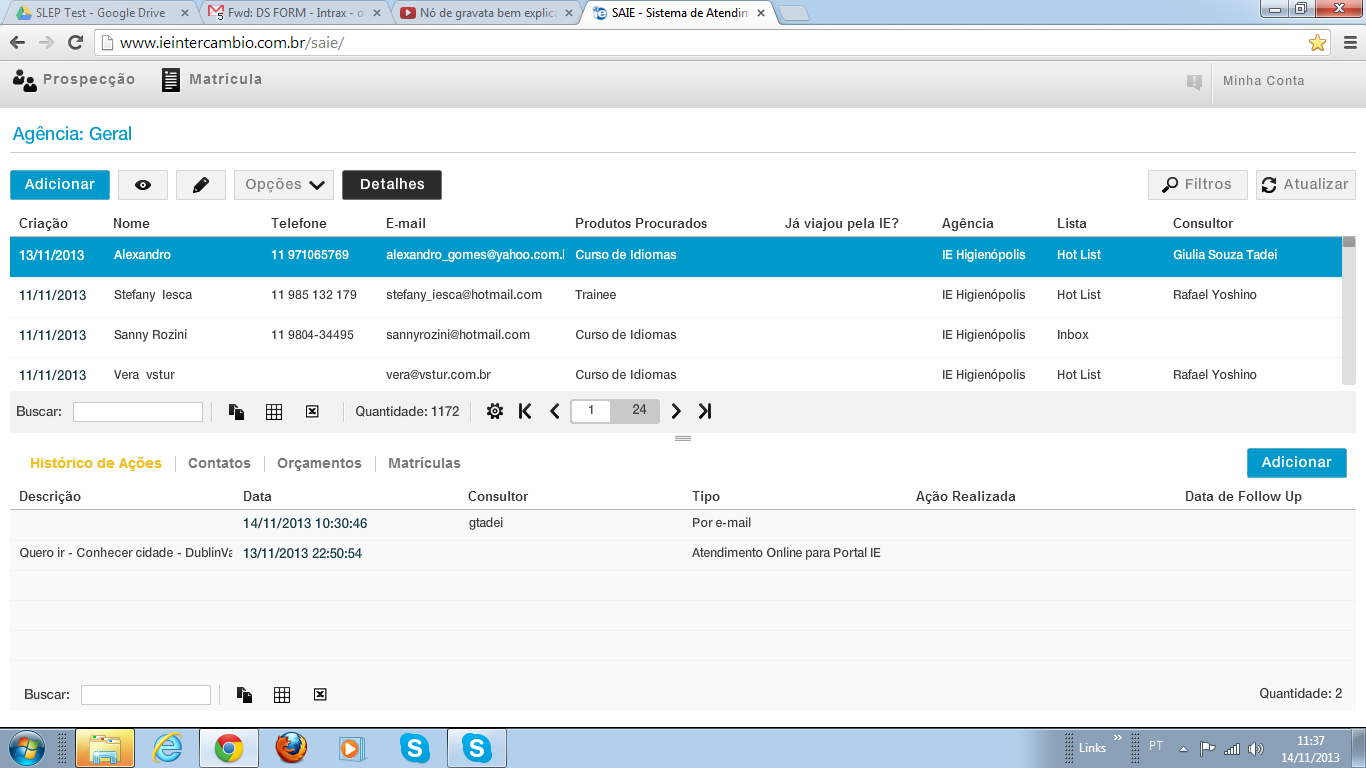 SLEP Test - Google Drive
Fwd: DS FORM - Intrax - o
Nó de gravata bem explica
SAIE - Sistema de Atendim
www.ieintercambio.com.br/saie/
Prospecção Matrícula Minha Conta
Agência: Geral
Adicionar Opções Detalhes Filtros Atualizar
Criação Nome Telefone E-mail Produtos Procurados Já viajou pela IE? Agência Lista Consultor
13/11/2013 Alexandro 11 971065769 alexandro_gomes@yahoo.com.l Curso de Idiomas IE Higienópolis Hot List Giulia Souza Tadei
11/11/2013 Stefany Iesca 11 985 132 179 stefany_iesca@hotmail.com Trainee IE Higienópolis Hot List Rafael Yoshino
11/11/2013 Sanny Rozini 11 9804-34495 sannyrozini@hotmail.com Curso de Idiomas IE Higienópolis Inbox
11/11/2013 Vera vstur vera@vstur.com.br Curso de Idiomas IE Higienópolis Hot List Rafael Yoshino
Buscar: Quantidade: 1172 1 24
Histórico de Ações Contatos Orçamentos Matrículas Adicionar
Descrição Data Consultor Tipo Ação Realizada Data de Follow Up
14/11/2013 10:30:46 gtadei Por e-mail
Quero ir - Conhecer cidade - DublinVa 13/11/2013 22:50:54 Atendimento Online para Portal IE
Buscar: Quantidade: 2
Links PT 11:37
14/11/2013